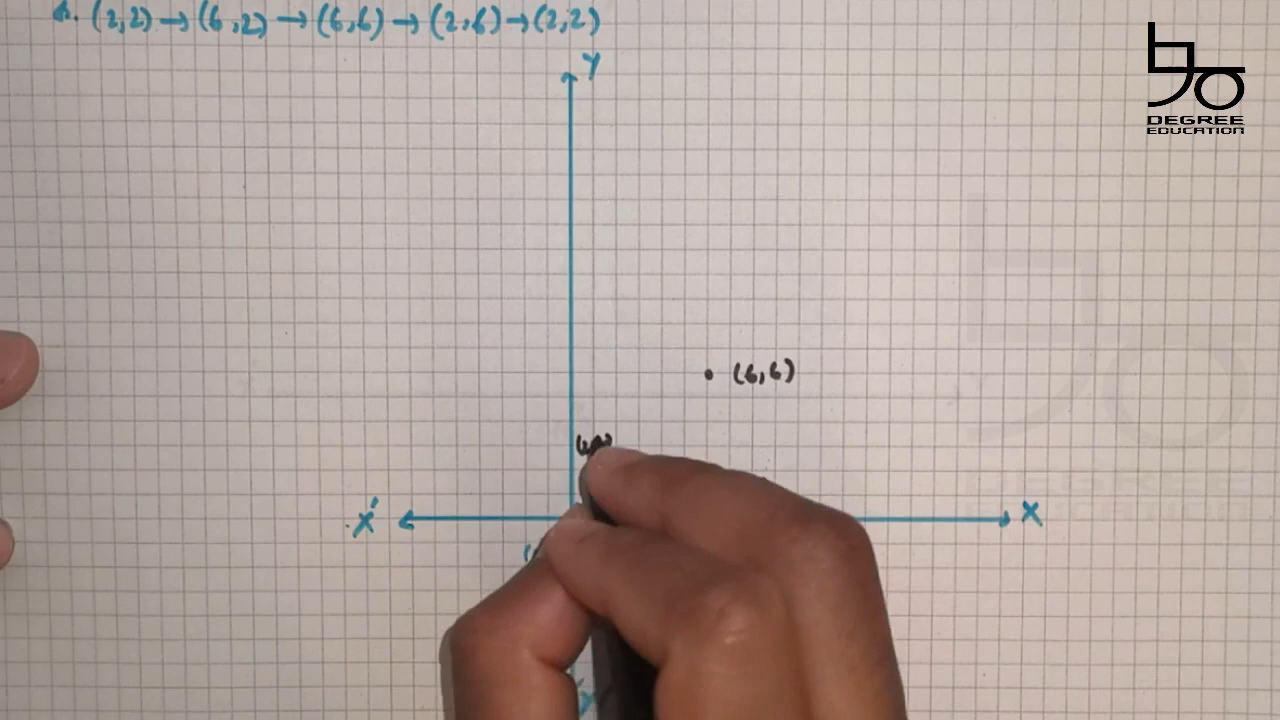 a. (2,2) → (6,2) → (6,6) → (2,6) → (2,2)
Y
DEGREE
EDUCATION
(6,6)
X'
X